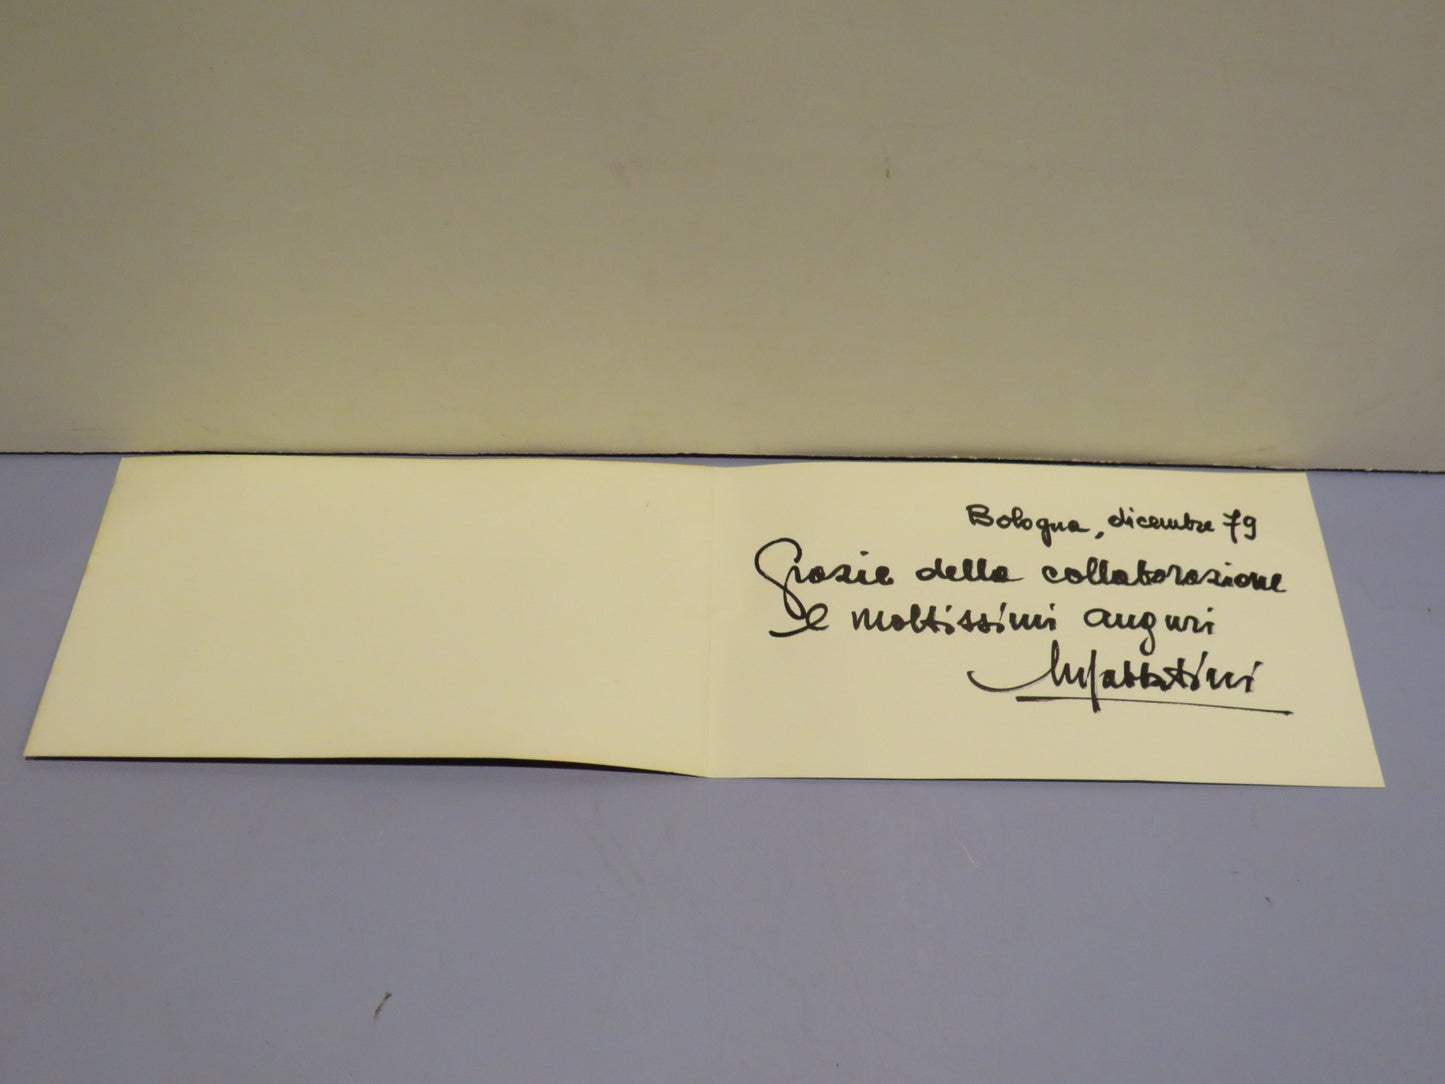 Bologna, dicembre 79
Grazie della collaborazione
e moltissimi auguri